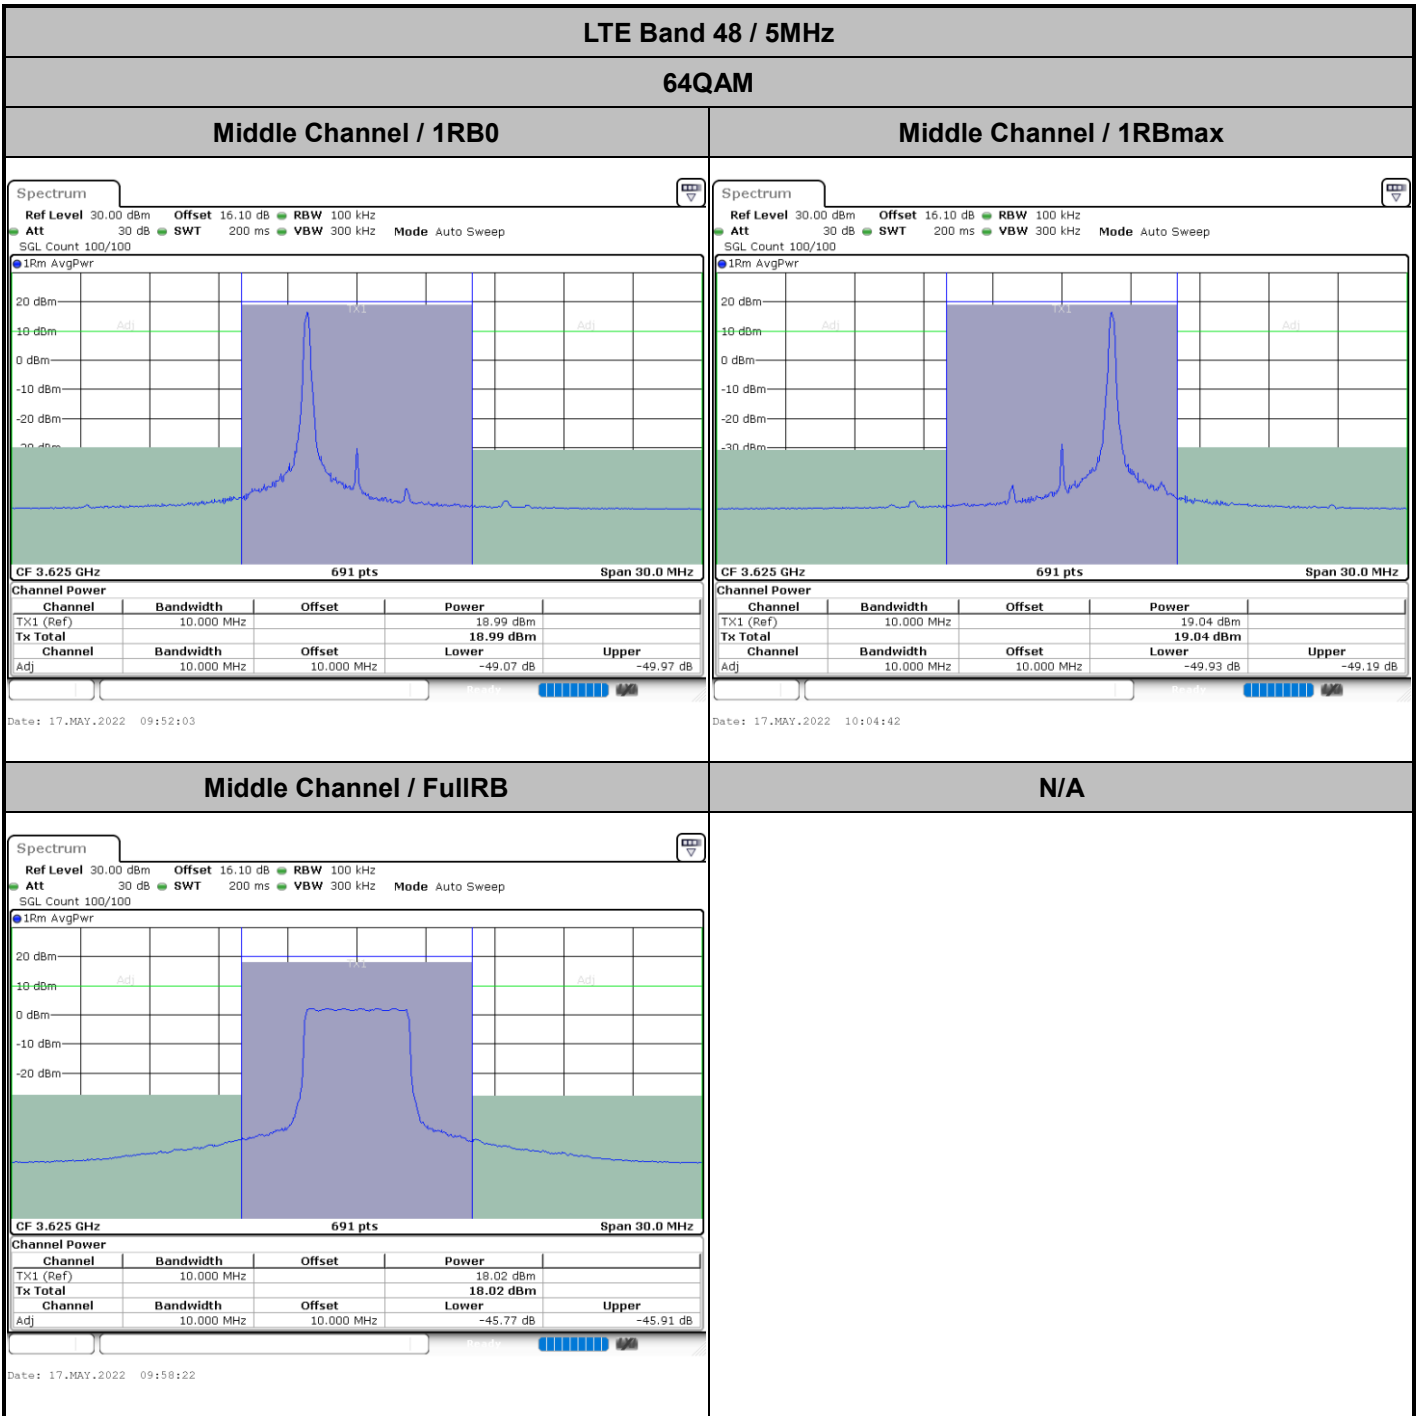 LTE Band 48 / 5MHz
64QAM
Middle Channel / 1RB0
Middle Channel / 1RBmax
Spectrum
Ref Level 30.00 dBm Offset 16.10 dB RBW 100 kHz
Att 30 dB SWT 200 ms VBW 300 kHz Mode Auto Sweep
SGL Count 100/100
1Rm AvgPwr
TX1
20 dBm
Adj
Adj
10 dBm
0 dBm
-10 dBm
-20 dBm
-30 dBm
CF 3.625 GHz 691 pts Span 30.0 MHz
Channel Power
Channel Bandwidth Offset Power
TX1 (Ref) 10.000 MHz 18.99 dBm
Tx Total 18.99 dBm
Channel Bandwidth Offset Lower Upper
Adj 10.000 MHz 10.000 MHz -49.07 dB -49.97 dB
Ready
Date: 17.MAY.2022 09:52:03
Spectrum
Ref Level 30.00 dBm Offset 16.10 dB RBW 100 kHz
Att 30 dB SWT 200 ms VBW 300 kHz Mode Auto Sweep
SGL Count 100/100
1Rm AvgPwr
TX1
20 dBm
Adj
Adj
10 dBm
0 dBm
-10 dBm
-20 dBm
-30 dBm
CF 3.625 GHz 691 pts Span 30.0 MHz
Channel Power
Channel Bandwidth Offset Power
TX1 (Ref) 10.000 MHz 19.04 dBm
Tx Total 19.04 dBm
Channel Bandwidth Offset Lower Upper
Adj 10.000 MHz 10.000 MHz -49.93 dB -49.19 dB
Ready
Date: 17.MAY.2022 10:04:42
Middle Channel / FullRB
N/A
Spectrum
Ref Level 30.00 dBm Offset 16.10 dB RBW 100 kHz
Att 30 dB SWT 200 ms VBW 300 kHz Mode Auto Sweep
SGL Count 100/100
1Rm AvgPwr
20 dBm
TX1
Adj
Adj
10 dBm
0 dBm
-10 dBm
-20 dBm
CF 3.625 GHz 691 pts Span 30.0 MHz
Channel Power
Channel Bandwidth Offset Power
TX1 (Ref) 10.000 MHz 18.02 dBm
Tx Total 18.02 dBm
Channel Bandwidth Offset Lower Upper
Adj 10.000 MHz 10.000 MHz -45.77 dB -45.91 dB
Ready
Date: 17.MAY.2022 09:58:22